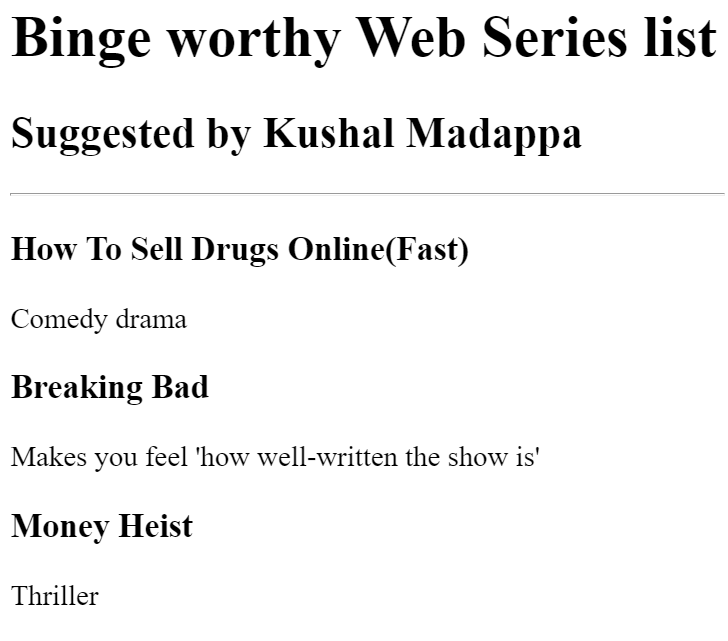 Binge worthy Web Series list
Suggested by Kushal Madappa
How To Sell Drugs Online(Fast)
Comedy drama
Breaking Bad
Makes you feel 'how well-written the show is'
Money Heist
Thriller